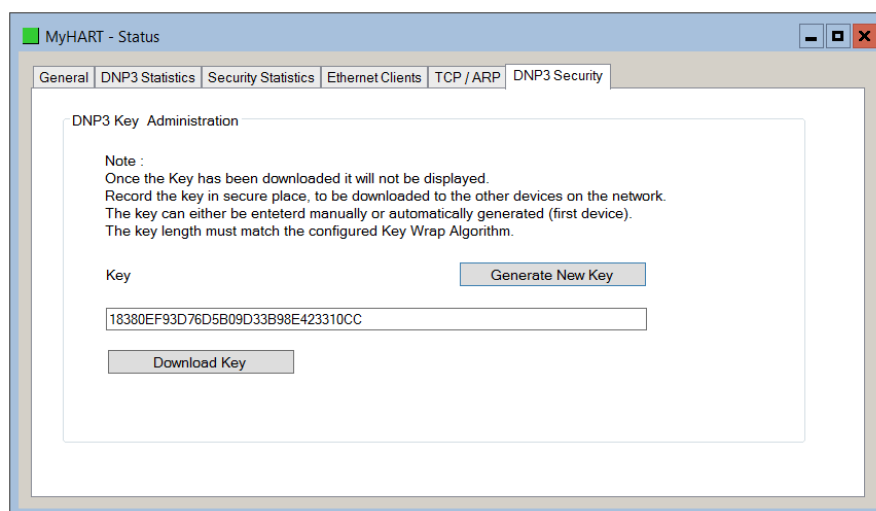 MyHART - Status
General DNP3 Statistics Security Statistics Ethernet Clients TCP / ARP DNP3 Security
DNP3 Key Administration
Note :
Once the Key has been downloaded it will not be displayed.
Record the key in secure place, to be downloaded to the other devices on the network.
The key can either be enteterd manually or automatically generated (first device).
The key length must match the configured Key Wrap Algorithm.
Key Generate New Key
18380EF93D76D5B09D33B98E423310CC
Download Key